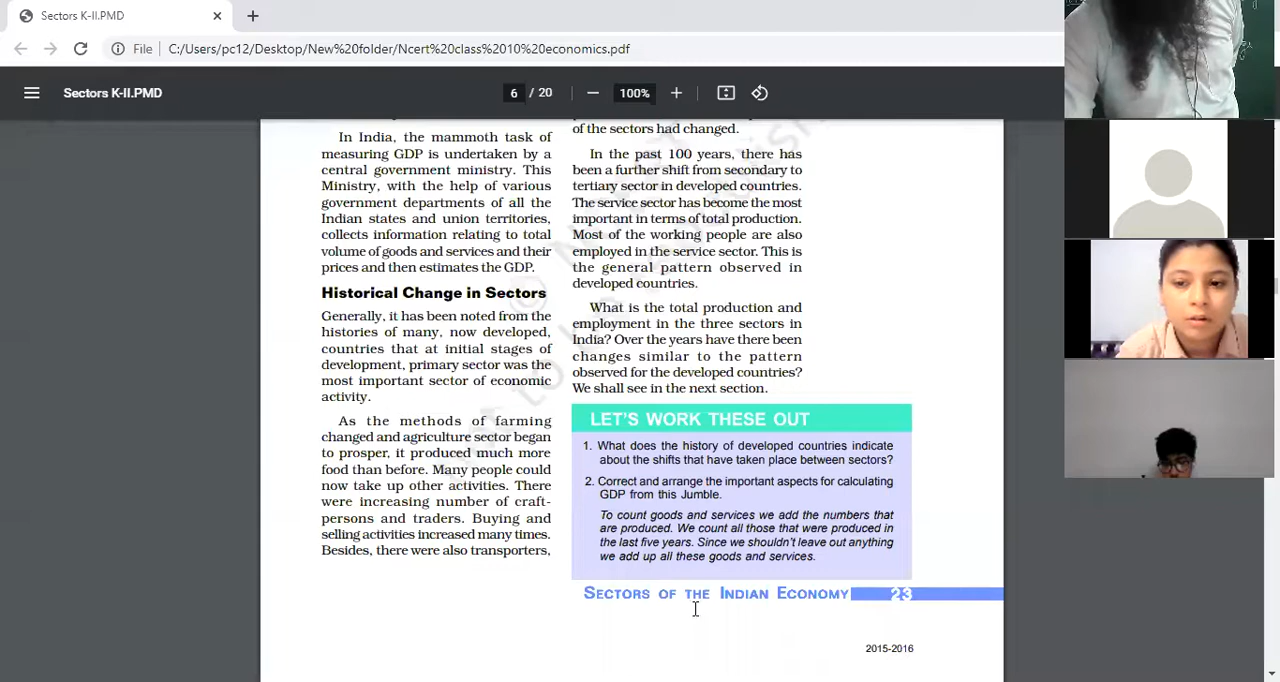 Sectors K-II.PMD
File C:/Users/pc12/Desktop/New%20folder/Ncert%20class%2010%20economics.pdf
Sectors K-II.PMD
6 / 20
100%
In India, the mammoth task of
measuring GDP is undertaken by a
central government ministry. This
Ministry, with the help of various
government departments of all the
Indian states and union territories,
collects information relating to total
volume of goods and services and their
prices and then estimates the GDP.
Historical Change in Sectors
Generally, it has been noted from the
histories of many, now developed,
countries that at initial stages of
development, primary sector was the
most important sector of economic
activity.
As the methods of farming
changed and agriculture sector began
to prosper, it produced much more
food than before. Many people could
now take up other activities. There
were increasing number of craft-
persons and traders. Buying and
selling activities increased many times.
Besides, there were also transporters,
of the sectors had changed.
In the past 100 years, there has
been a further shift from secondary to
tertiary sector in developed countries.
The service sector has become the most
important in terms of total production.
Most of the working people are also
employed in the service sector. This is
the general pattern observed in
developed countries.
What is the total production and
employment in the three sectors in
India? Over the years have there been
changes similar to the pattern
observed for the developed countries?
We shall see in the next section.
LET'S WORK THESE OUT
1. What does the history of developed countries indicate
about the shifts that have taken place between sectors?
2. Correct and arrange the important aspects for calculating
GDP from this Jumble.
To count goods and services we add the numbers that
are produced. We count all those that were produced in
the last five years. Since we shouldn't leave out anything
we add up all these goods and services.
SECTORS OF THE INDIAN ECONOMY 23
2015-2016